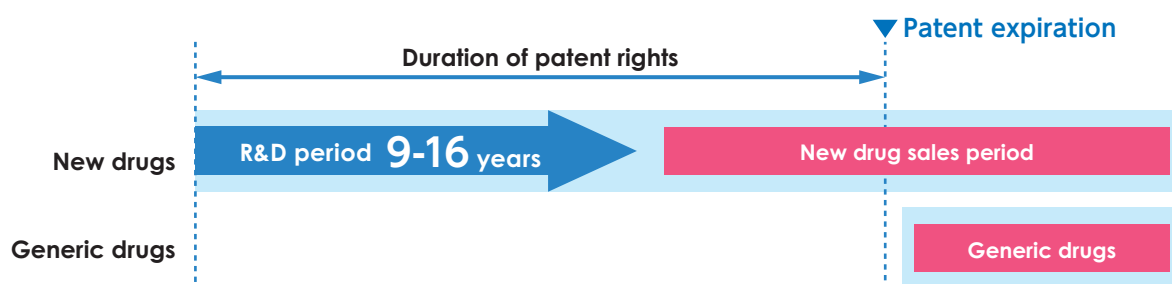 Patent expiration
Duration of patent rights
New drugs
R&D period 9-16 years
New drug sales period
Generic drugs
Generic drugs